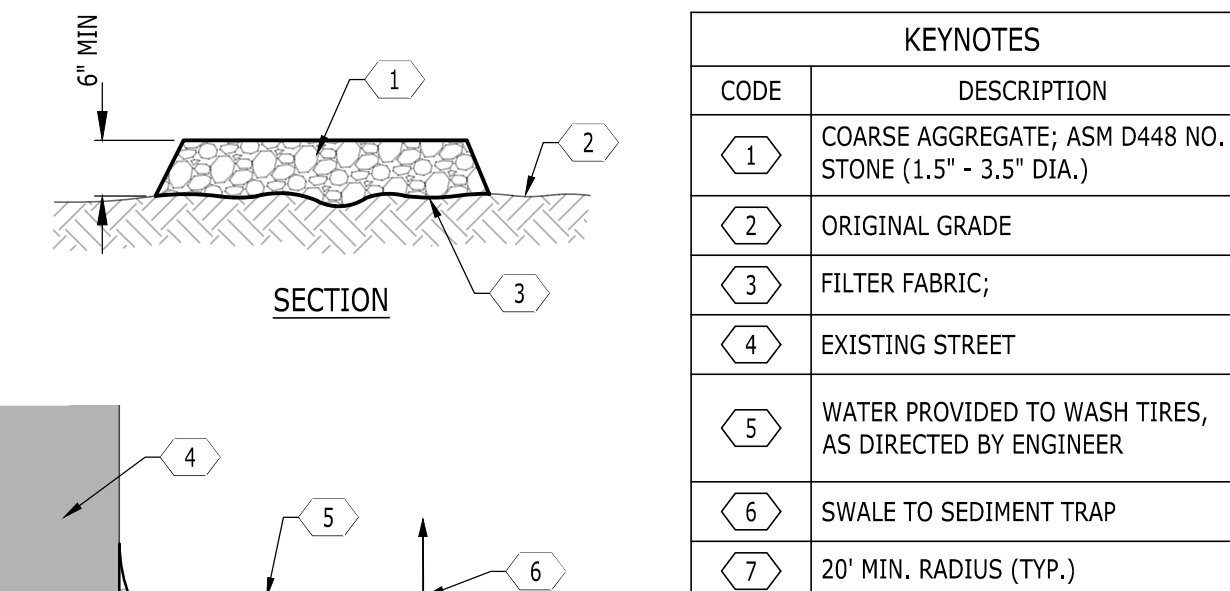 6" MIN
1
2
3
SECTION
4
5
6
KEYNOTES
CODE DESCRIPTION
1 COARSE AGGREGATE; ASM D448 NO.
STONE (1.5" - 3.5" DIA.)
2 ORIGINAL GRADE
3 FILTER FABRIC;
4 EXISTING STREET
5 WATER PROVIDED TO WASH TIRES,
AS DIRECTED BY ENGINEER
6 SWALE TO SEDIMENT TRAP
7 20' MIN. RADIUS (TYP.)